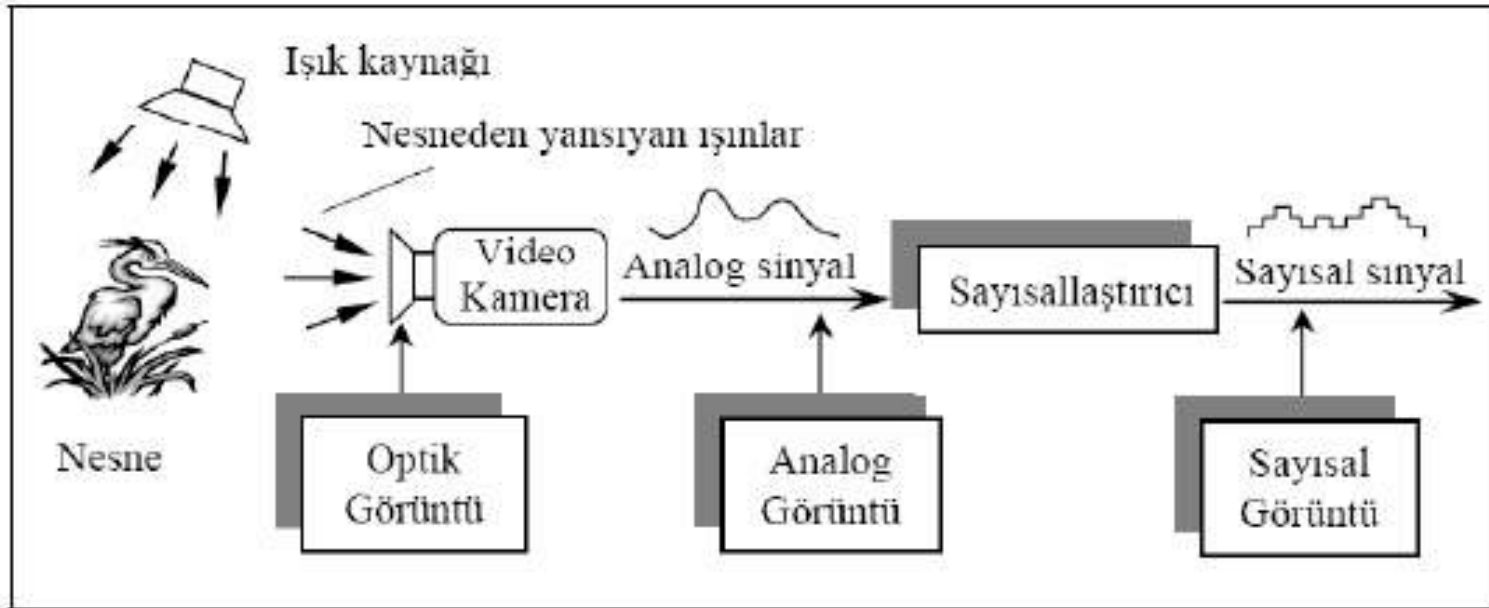 Işık kaynağı
Nesneden yansıyan ışınlar
Video
Kamera
Analog sinyal
Sayısallaştırıcı
Sayısal sinyal
Nesne
Optik
Görüntü
Analog
Görüntü
Sayısal
Görüntü